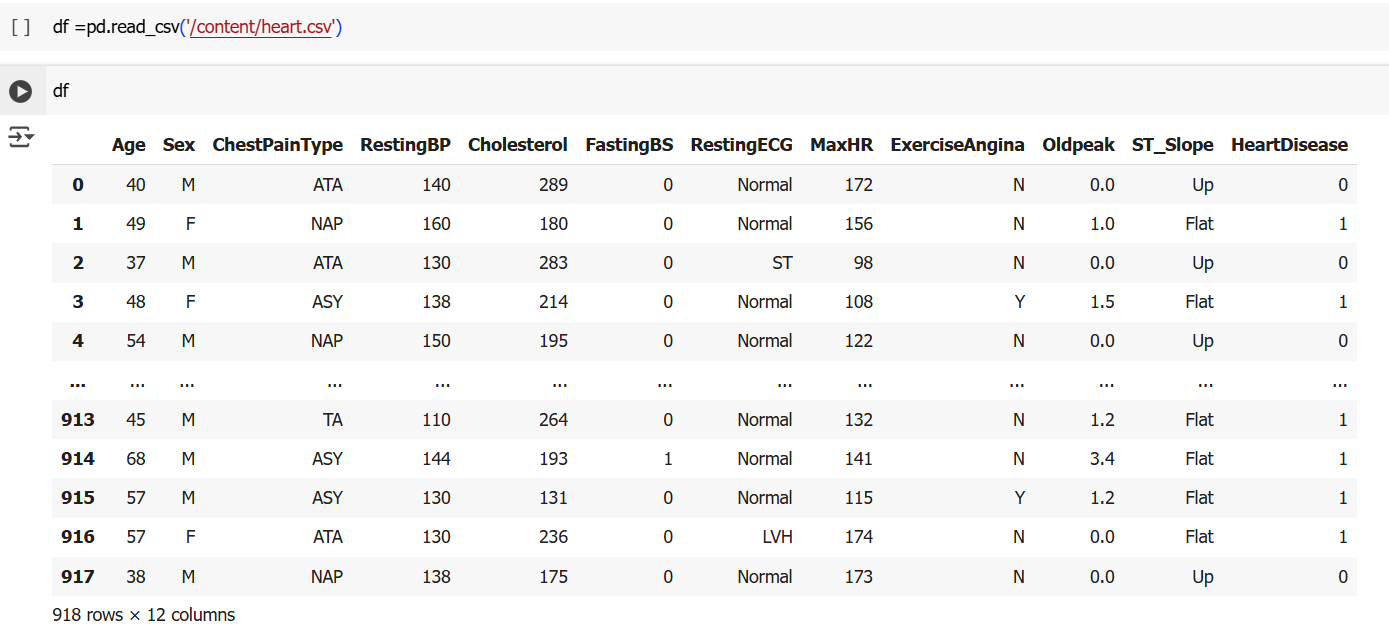 [ ] df =pd.read_csv('/content/heart.csv')
df
Age Sex ChestPainType RestingBP Cholesterol FastingBS RestingECG MaxHR ExerciseAngina Oldpeak ST_Slope HeartDisease
0 40 M ATA 140 289 0 Normal 172 N 0.0 Up 0
1 49 F NAP 160 180 0 Normal 156 N 1.0 Flat 1
2 37 M ATA 130 283 0 ST 98 N 0.0 Up 0
3 48 F ASY 138 214 0 Normal 108 Y 1.5 Flat 1
4 54 M NAP 150 195 0 Normal 122 N 0.0 Up 0
... ... ... ... ... ... ... ... ... ... ... ... ...
913 45 M TA 110 264 0 Normal 132 N 1.2 Flat 1
914 68 M ASY 144 193 1 Normal 141 N 3.4 Flat 1
915 57 M ASY 130 131 0 Normal 115 Y 1.2 Flat 1
916 57 F ATA 130 236 0 LVH 174 N 0.0 Flat 1
917 38 M NAP 138 175 0 Normal 173 N 0.0 Up 0
918 rows × 12 columns